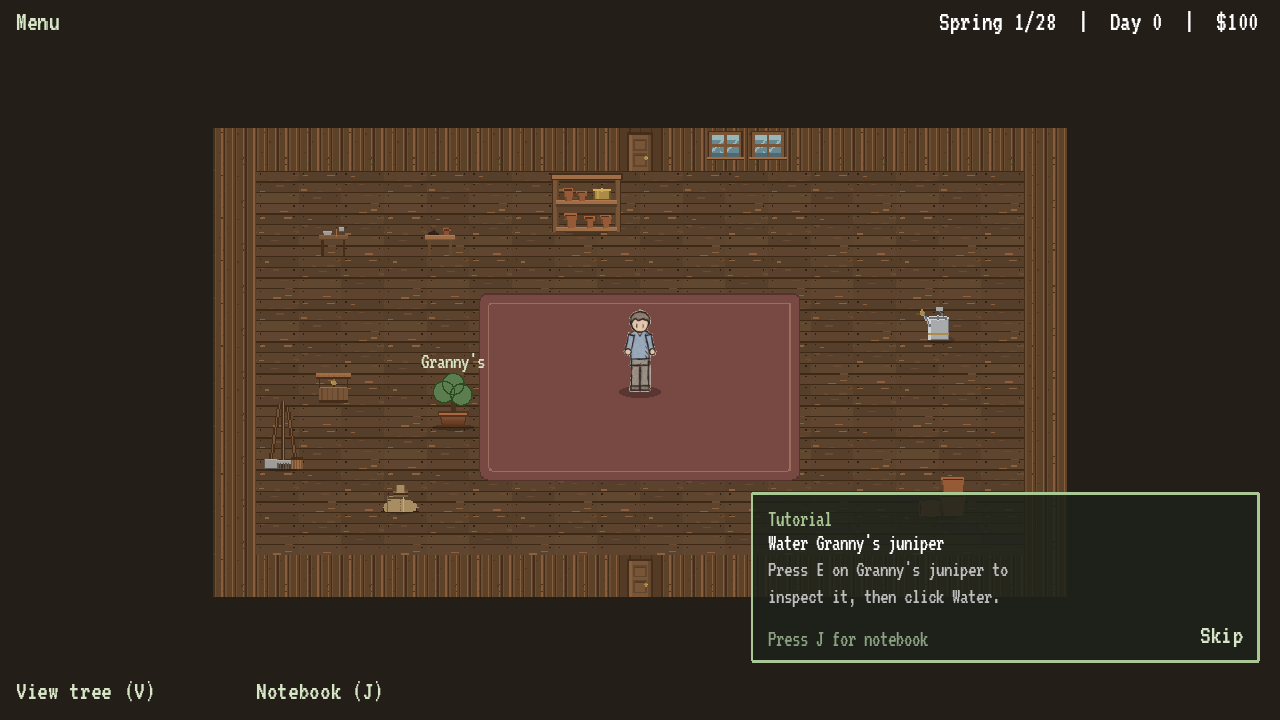 Menu
Spring 1/28 | Day 0 | $100
Granny's
Tutorial
Water Granny's juniper
Press E on Granny's juniper to
inspect it, then click Water.
Press J for notebook
Skip
View tree (V)
Notebook (J)